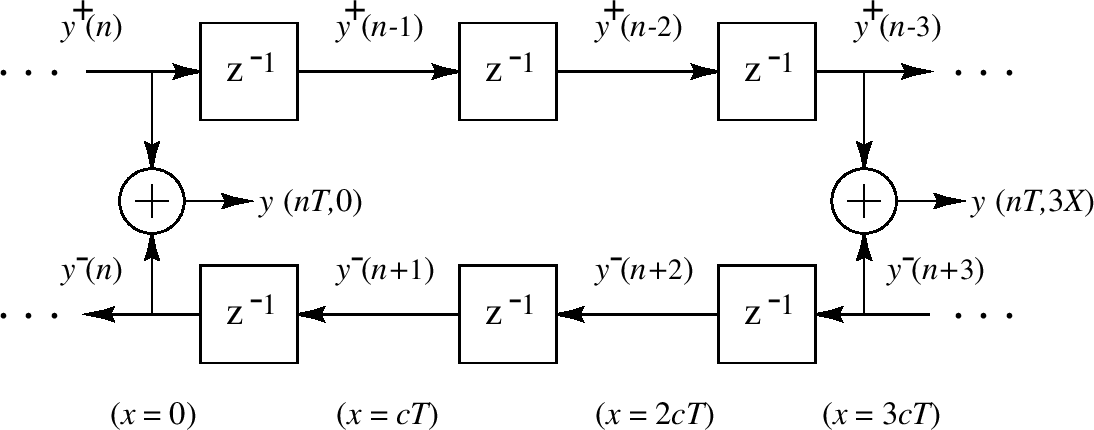 y⁺(n) y⁺(n-1) y⁺(n-2) y⁺(n-3)
. . . z⁻¹ z⁻¹ z⁻¹ . . .
+ y (nT,0) + y (nT,3X)
y⁻(n) y⁻(n+1) y⁻(n+2) y⁻(n+3)
. . . z⁻¹ z⁻¹ z⁻¹ . . .
(x = 0) (x = cT) (x = 2cT) (x = 3cT)